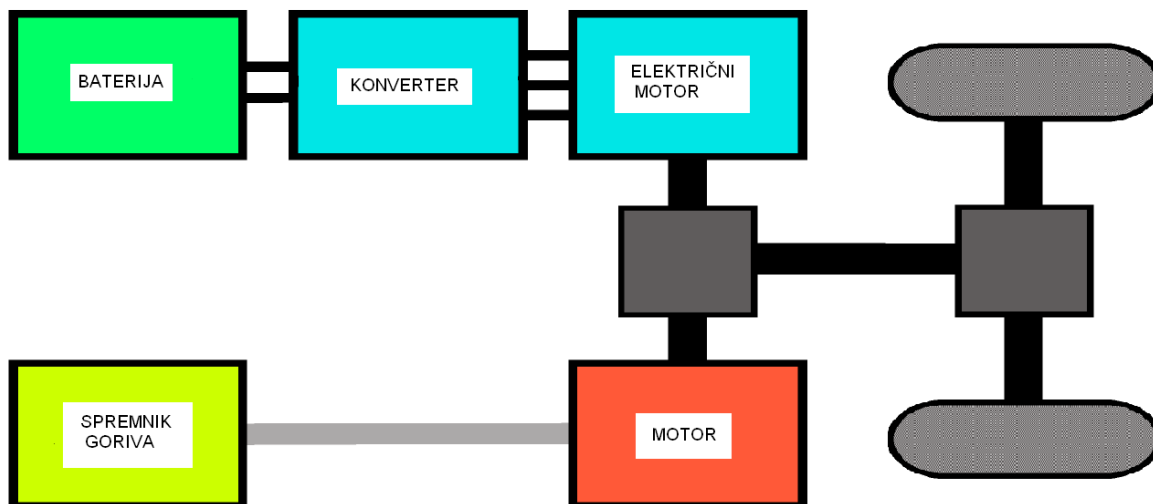 BATERIJA
KONVERTER
ELEKTRIČNI
MOTOR
SPREMNIK
GORIVA
MOTOR